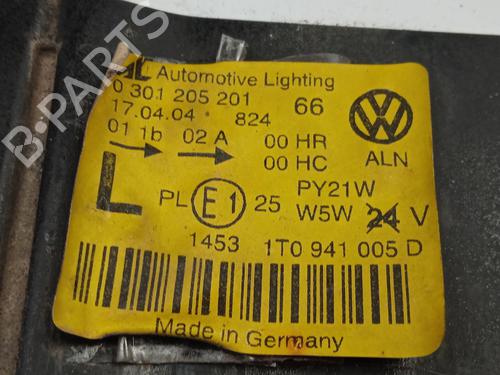 AL Automotive Lighting
0 301 205 201 66
17.04.04 824
01 1b 02 A 00 HR
00 HC ALN
L PL E1 25 PY21W
W5W 24 V
1453 1T0 941 005 D
Made in Germany
B-PARTS